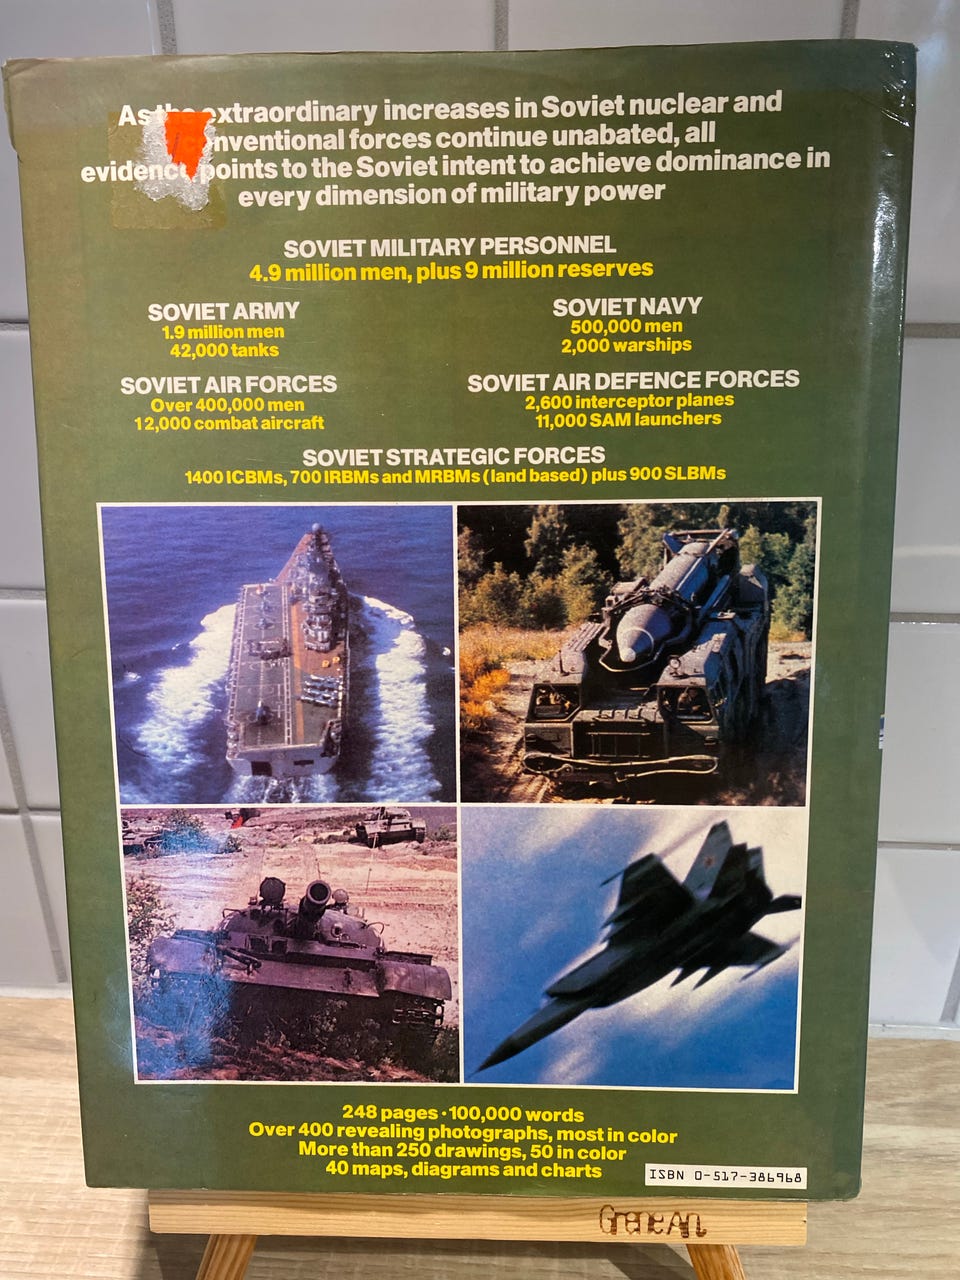 As the extraordinary increases in Soviet nuclear and
conventional forces continue unabated, all
evidence points to the Soviet intent to achieve dominance in
every dimension of military power
SOVIET MILITARY PERSONNEL
4.9 million men, plus 9 million reserves
SOVIET ARMY
1.9 million men
42,000 tanks
SOVIET NAVY
500,000 men
2,000 warships
SOVIET AIR FORCES
Over 400,000 men
12,000 combat aircraft
SOVIET AIR DEFENCE FORCES
2,600 interceptor planes
11,000 SAM launchers
SOVIET STRATEGIC FORCES
1400 ICBMs, 700 IRBMs and MRBMs (land based) plus 900 SLBMs
248 pages · 100,000 words
Over 400 revealing photographs, most in color
More than 250 drawings, 50 in color
40 maps, diagrams and charts
ISBN 0-517-386968